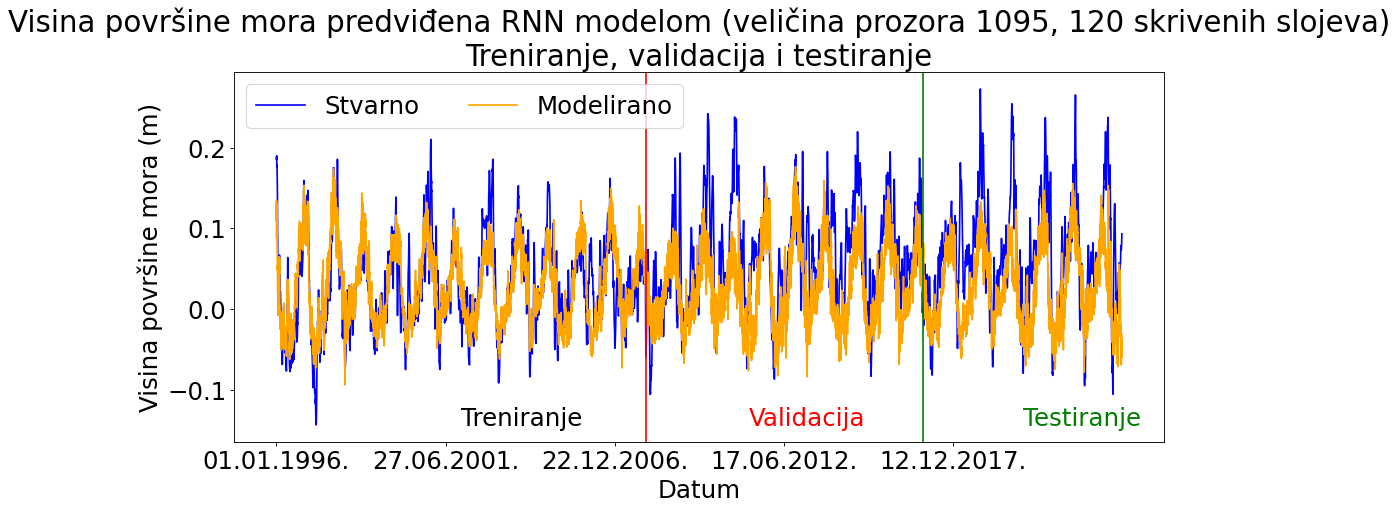 Visina površine mora predviđena RNN modelom (veličina prozora 1095, 120 skrivenih slojeva)
Treniranje, validacija i testiranje
Stvarno
Modelirano
Visina površine mora (m)
0.2
0.1
0.0
−0.1
Treniranje
Validacija
Testiranje
01.01.1996.
27.06.2001.
22.12.2006.
17.06.2012.
12.12.2017.
Datum